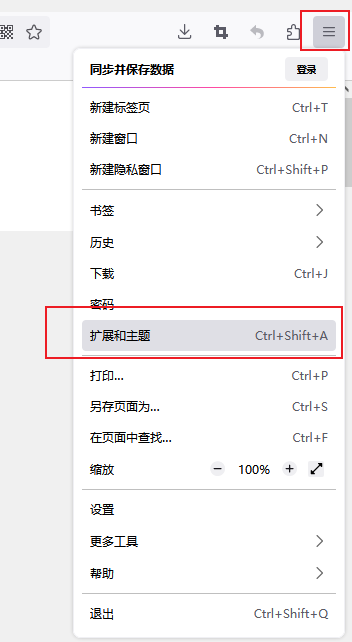 同步并保存数据 登录
新建标签页 Ctrl+T
新建窗口 Ctrl+N
新建隐私窗口 Ctrl+Shift+P
书签
历史
下载 Ctrl+J
密码
扩展和主题 Ctrl+Shift+A
打印... Ctrl+P
另存页面为... Ctrl+S
在页面中查找... Ctrl+F
缩放 − 100% +
设置
更多工具
帮助
退出 Ctrl+Shift+Q